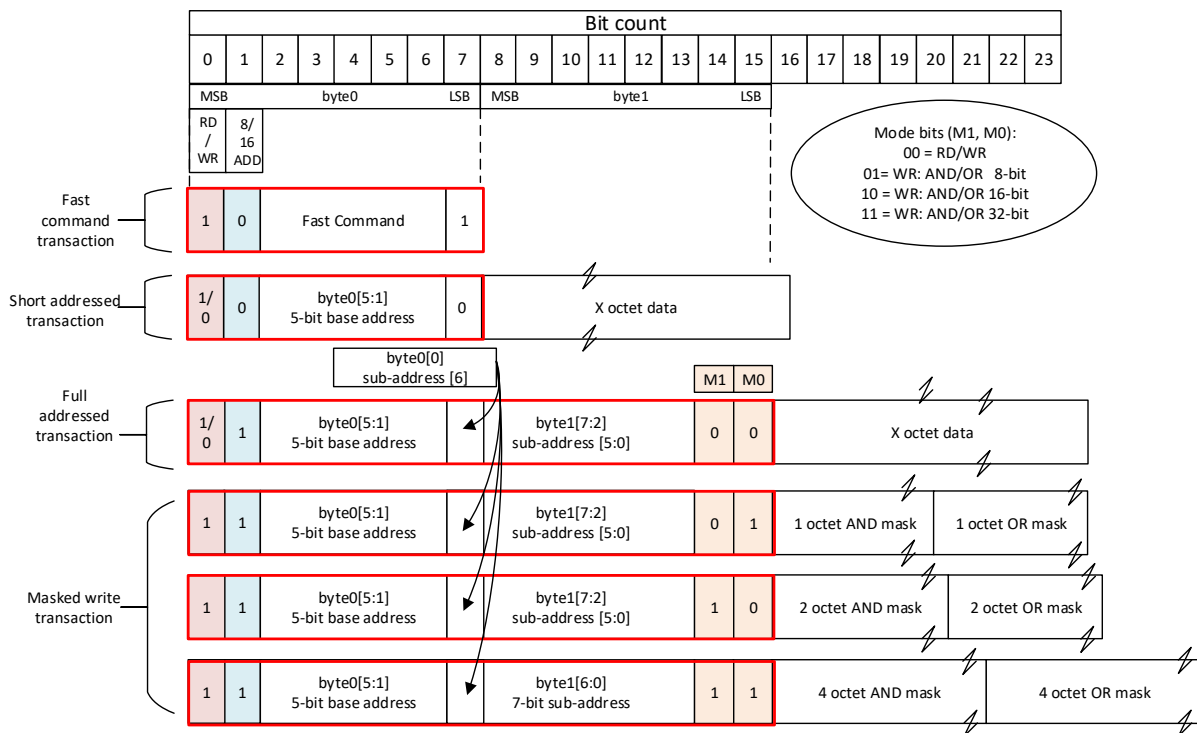 Bit count
0 1 2 3 4 5 6 7 8 9 10 11 12 13 14 15 16 17 18 19 20 21 22 23
MSB byte0 LSB MSB byte1 LSB
RD
/
WR
8/
16
ADD
Mode bits (M1, M0):
00 = RD/WR
01= WR: AND/OR 8-bit
10 = WR: AND/OR 16-bit
11 = WR: AND/OR 32-bit
Fast
command
transaction
1 0 Fast Command 1
Short addressed
transaction
1/
0
0
byte0[5:1]
5-bit base address
0
X octet data
byte0[0]
sub-address [6]
M1 M0
Full
addressed
transaction
1/
0
1
byte0[5:1]
5-bit base address
byte1[7:2]
sub-address [5:0]
0 0
X octet data
Masked write
transaction
1 1
byte0[5:1]
5-bit base address
byte1[7:2]
sub-address [5:0]
0 1
1 octet AND mask 1 octet OR mask
1 1
byte0[5:1]
5-bit base address
byte1[7:2]
sub-address [5:0]
1 0
2 octet AND mask 2 octet OR mask
1 1
byte0[5:1]
5-bit base address
byte1[6:0]
7-bit sub-address
1 1
4 octet AND mask 4 octet OR mask